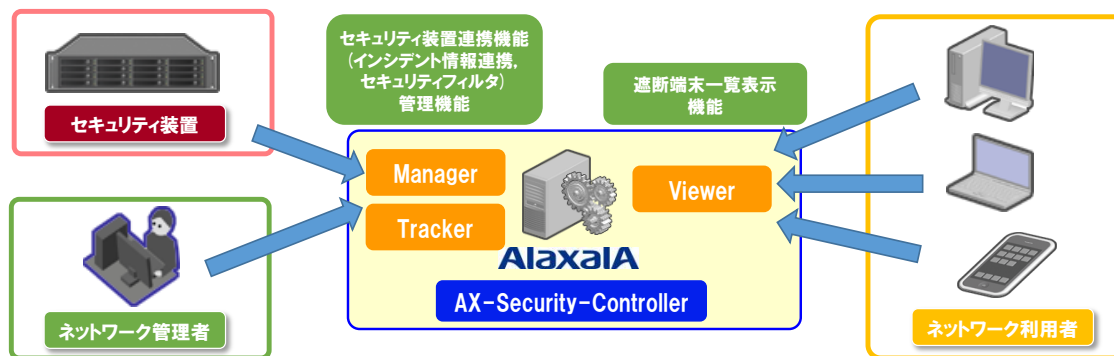 セキュリティ装置
ネットワーク管理者
セキュリティ装置連携機能
(インシデント情報連携,
セキュリティフィルタ)
管理機能
遮断端末一覧表示
機能
Manager
Tracker
Viewer
AlaxalA
AX-Security-Controller
ネットワーク利用者